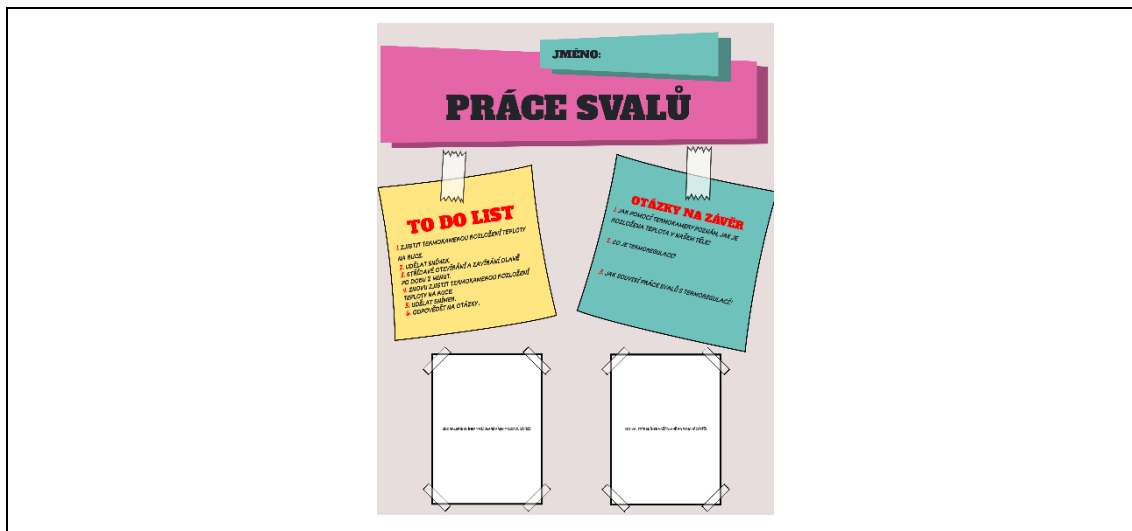 JMÉNO:
PRÁCE SVALŮ
TO DO LIST
1. ZJISTIT TERMOKAMEROU ROZLOŽENÍ TEPLOTY
NA RUCE.
2. UDĚLAT SNÍMEK.
3. STŘÍDAVÉ OTEVÍRÁNÍ A ZAVÍRÁNÍ DLANĚ
PO DOBU 2 MINUT.
4. ZNOVU ZJISTIT TERMOKAMEROU ROZLOŽENÍ
TEPLOTY NA RUCE.
5. UDĚLAT SNÍMEK.
6. ODPOVĚDĚT NA OTÁZKY.
OTÁZKY NA ZÁVĚR
1. JAK POMOCÍ TERMOKAMERY POZNÁM, JAK JE
ROZLOŽENA TEPLOTA V NAŠEM TĚLE?
2. CO JE TERMOREGULACE?
3. JAK SOUVISÍ PRÁCE SVALŮ S TERMOREGULACÍ?